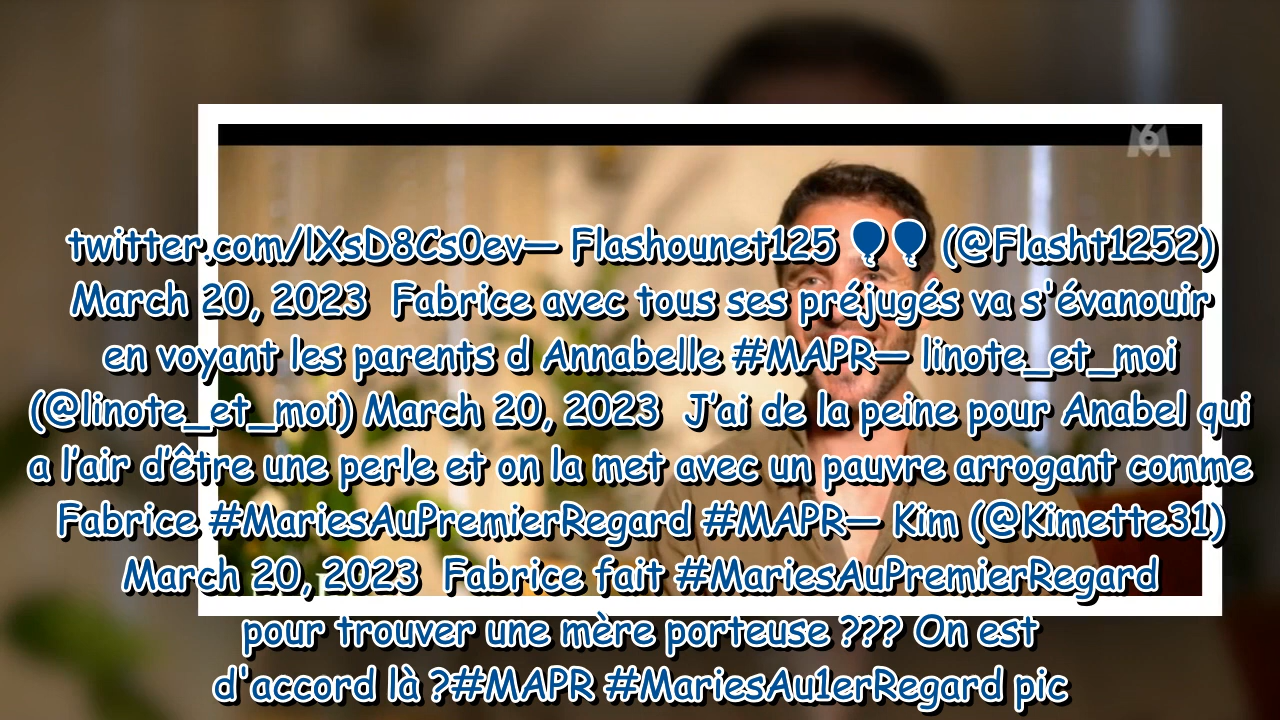 M6
twitter.com/lXsD8Cs0ev— Flashounet125 🎈🎈 (@Flasht1252)
March 20, 2023  Fabrice avec tous ses préjugés va s'évanouir
en voyant les parents d Annabelle #MAPR— linote_et_moi
(@linote_et_moi) March 20, 2023  J’ai de la peine pour Anabel qui
a l’air d’être une perle et on la met avec un pauvre arrogant comme
Fabrice #MariesAuPremierRegard #MAPR— Kim (@Kimette31)
March 20, 2023  Fabrice fait #MariesAuPremierRegard
pour trouver une mère porteuse ??? On est
d'accord là ?#MAPR #MariesAu1erRegard pic